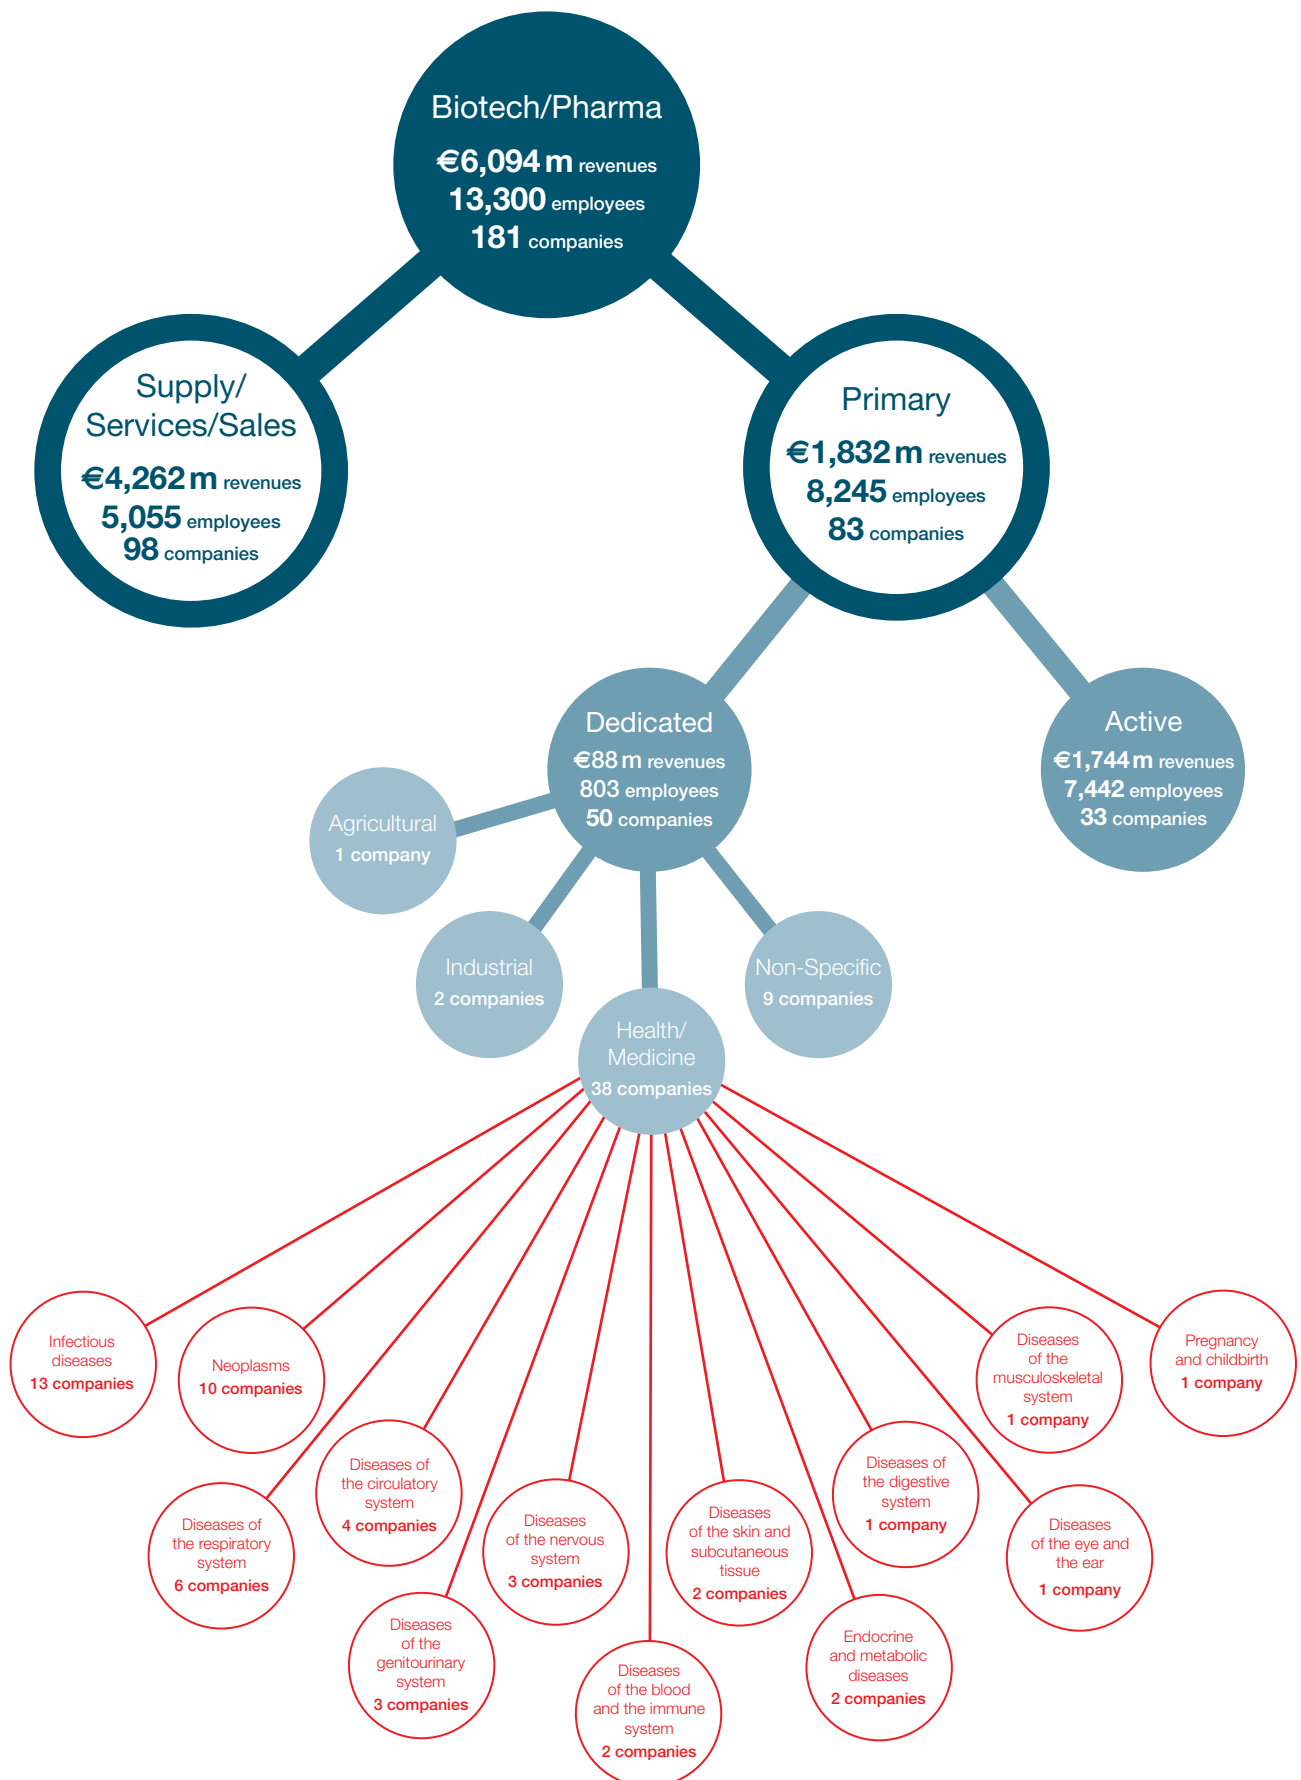 Biotech/Pharma
€6,094 m revenues
13,300 employees
181 companies
Supply/
Services/Sales
€4,262 m revenues
5,055 employees
98 companies
Primary
€1,832 m revenues
8,245 employees
83 companies
Dedicated
€88 m revenues
803 employees
50 companies
Active
€1,744 m revenues
7,442 employees
33 companies
Agricultural
1 company
Industrial
2 companies
Non-Specific
9 companies
Health/
Medicine
38 companies
Infectious
diseases
13 companies
Neoplasms
10 companies
Diseases
of the
musculoskeletal
system
1 company
Pregnancy
and childbirth
1 company
Diseases of
the respiratory
system
6 companies
Diseases of
the circulatory
system
4 companies
Diseases
of the nervous
system
3 companies
Diseases
of the skin and
subcutaneous
tissue
2 companies
Diseases of
the digestive
system
1 company
Diseases
of the eye and
the ear
1 company
Diseases
of the
genitourinary
system
3 companies
Diseases
of the blood
and the immune
system
2 companies
Endocrine
and metabolic
diseases
2 companies